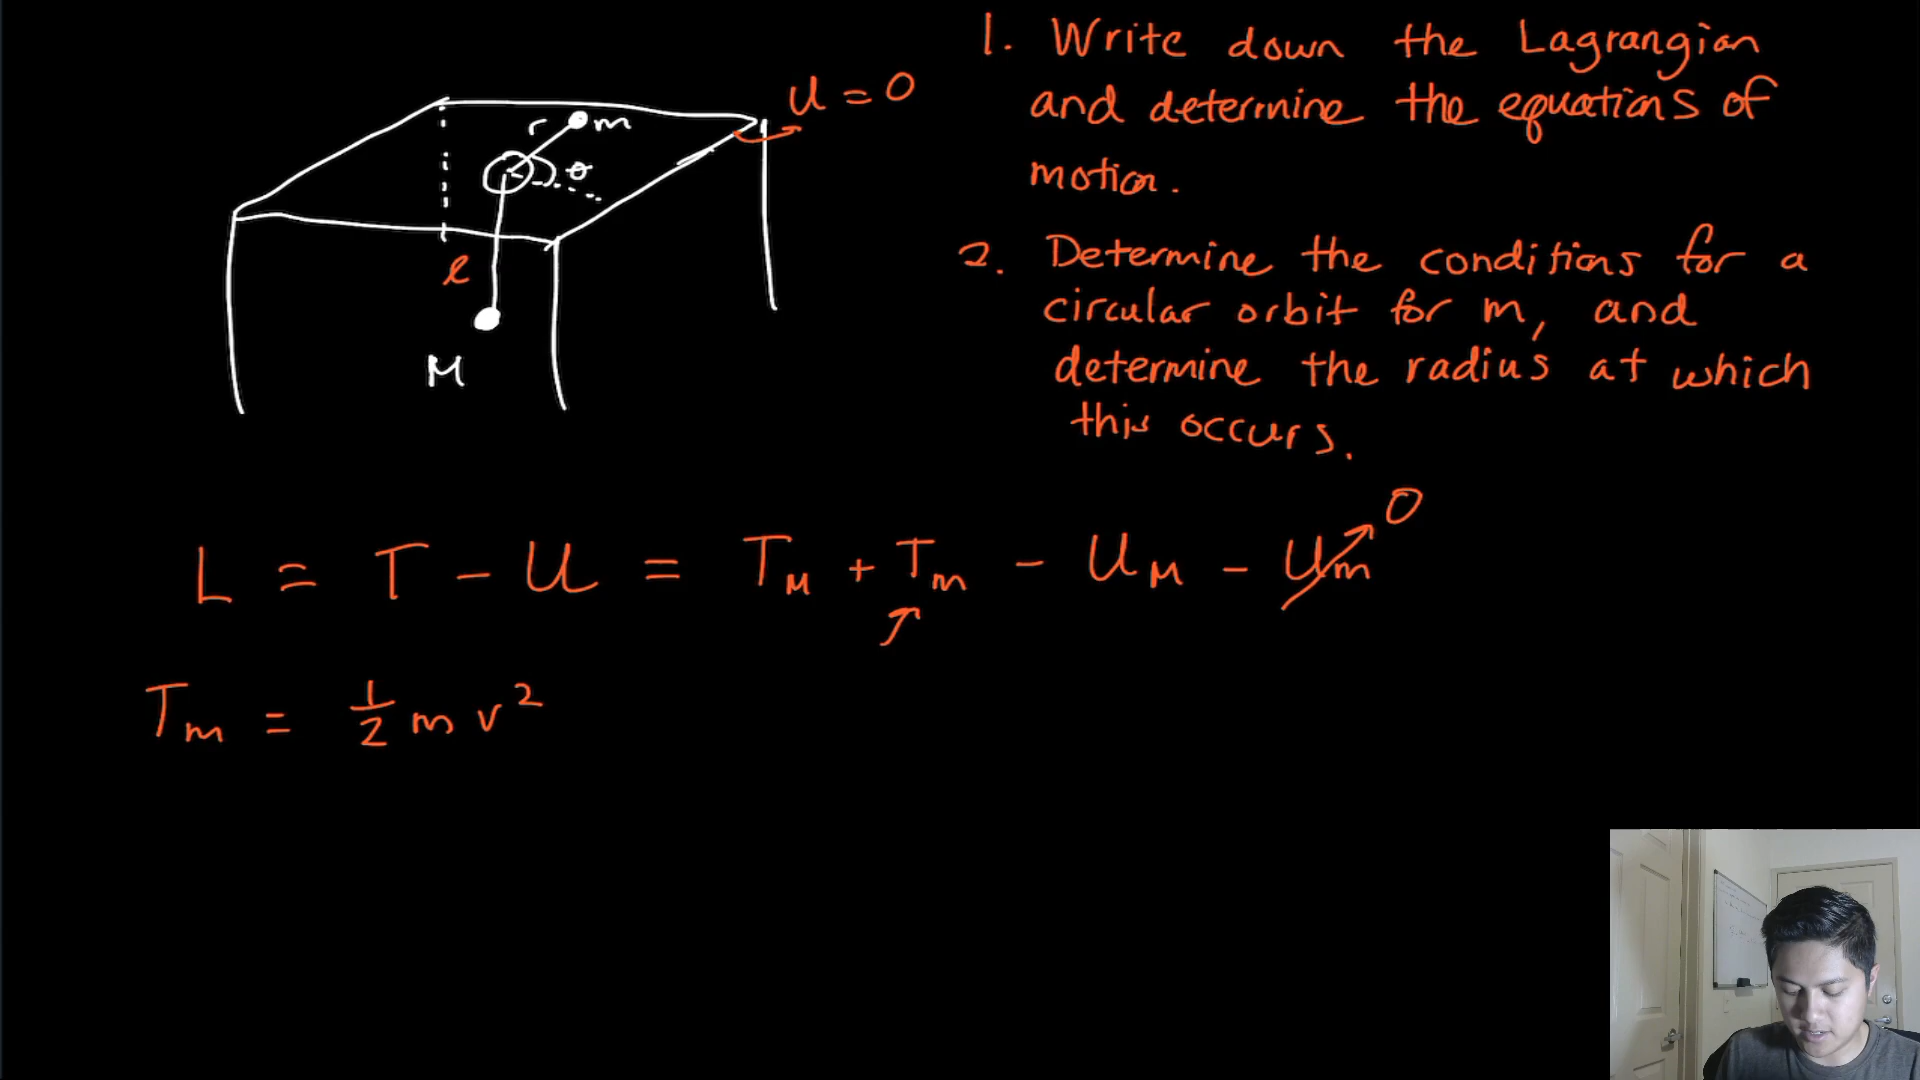 1. Write down the Lagrangian
and determine the equations of
motion.
2. Determine the conditions for a
circular orbit for m, and
determine the radius at which
this occurs.
U = 0
r
m
θ
l
M
L = T - U = T_M + T_m - U_M - U_m 0
T_m = 1/2 m v²